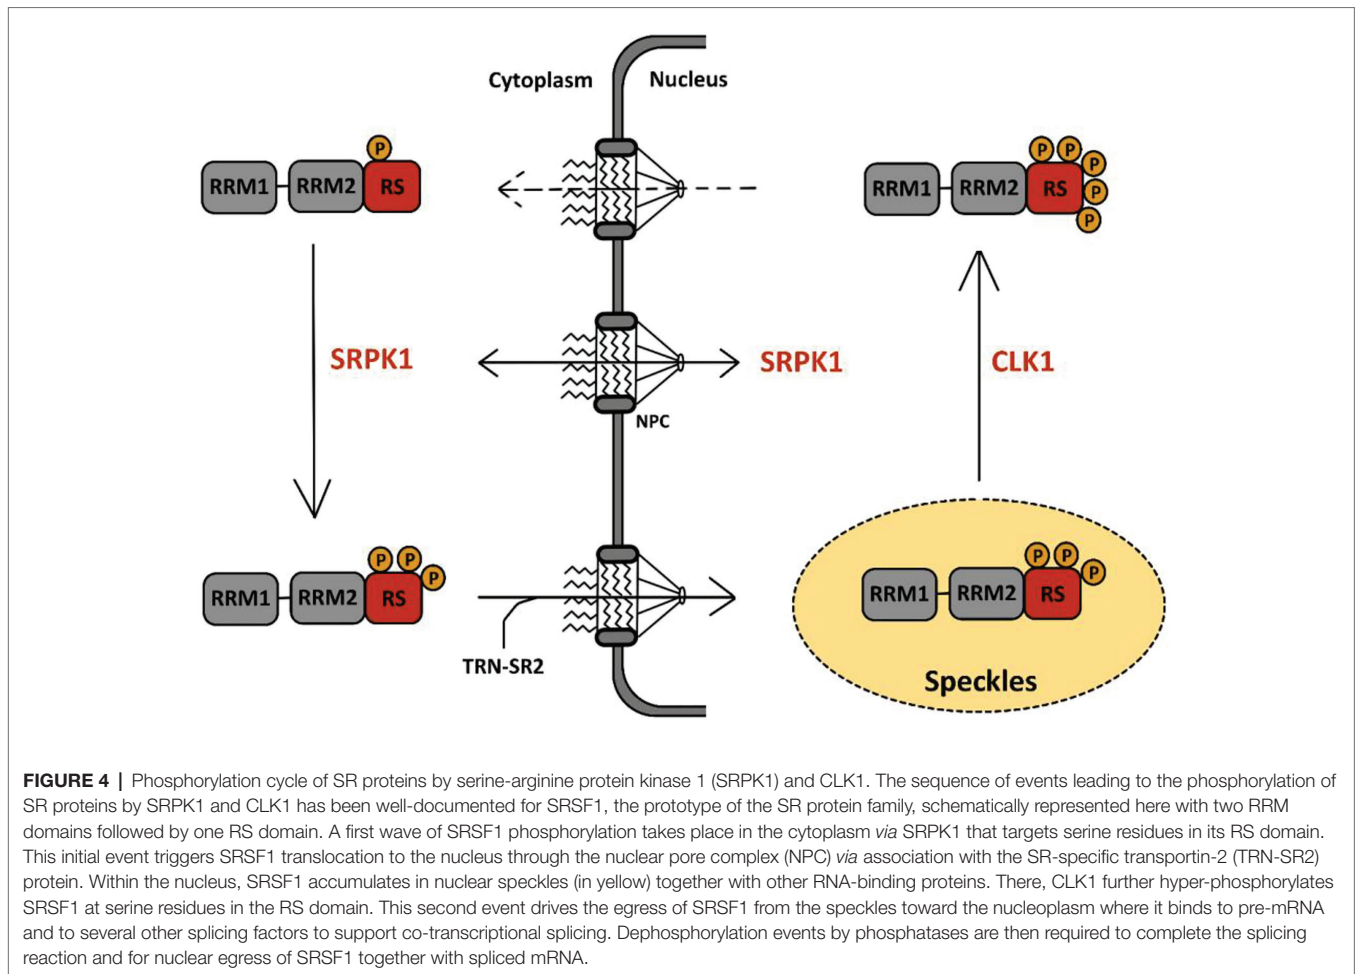 Cytoplasm Nucleus
P
RRM1 RRM2 RS
P P P P P
RRM1 RRM2 RS
SRPK1
SRPK1
CLK1
NPC
P P P
RRM1 RRM2 RS
TRN-SR2
P P P
RRM1 RRM2 RS
Speckles
FIGURE 4 | Phosphorylation cycle of SR proteins by serine-arginine protein kinase 1 (SRPK1) and CLK1. The sequence of events leading to the phosphorylation of
SR proteins by SRPK1 and CLK1 has been well-documented for SRSF1, the prototype of the SR protein family, schematically represented here with two RRM
domains followed by one RS domain. A first wave of SRSF1 phosphorylation takes place in the cytoplasm via SRPK1 that targets serine residues in its RS domain.
This initial event triggers SRSF1 translocation to the nucleus through the nuclear pore complex (NPC) via association with the SR-specific transportin-2 (TRN-SR2)
protein. Within the nucleus, SRSF1 accumulates in nuclear speckles (in yellow) together with other RNA-binding proteins. There, CLK1 further hyper-phosphorylates
SRSF1 at serine residues in the RS domain. This second event drives the egress of SRSF1 from the speckles toward the nucleoplasm where it binds to pre-mRNA
and to several other splicing factors to support co-transcriptional splicing. Dephosphorylation events by phosphatases are then required to complete the splicing
reaction and for nuclear egress of SRSF1 together with spliced mRNA.